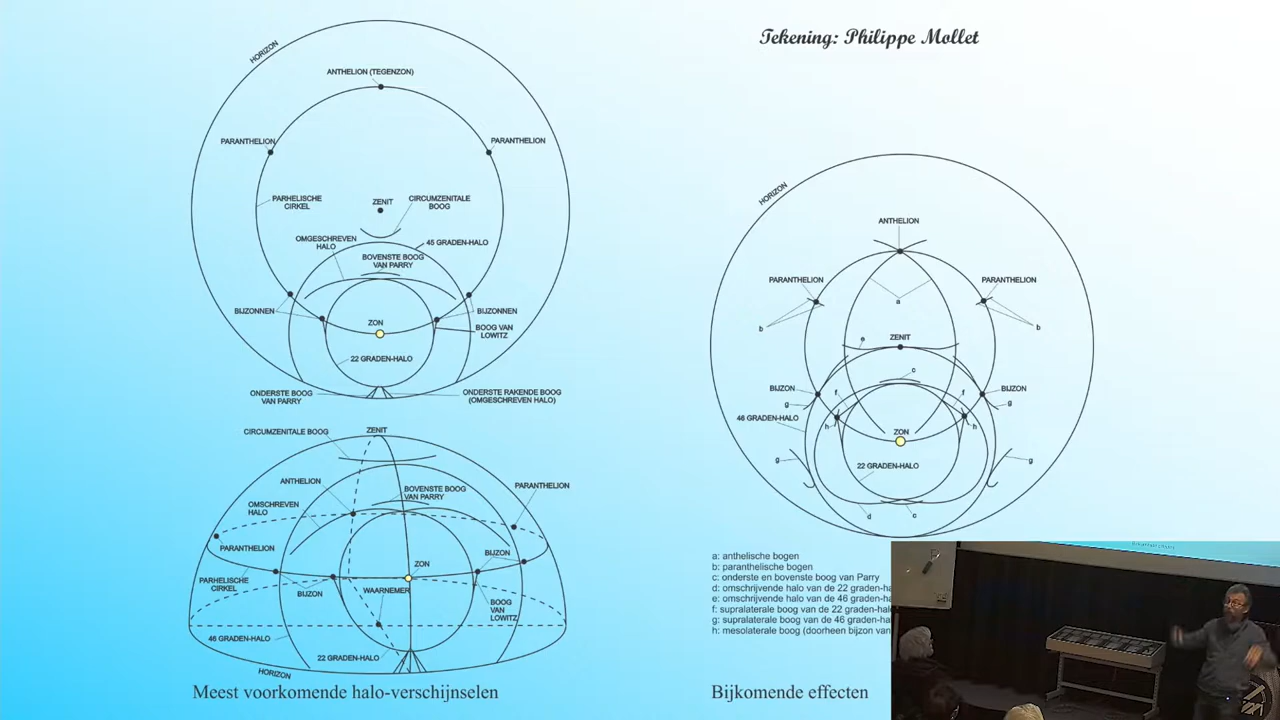 Tekening: Philippe Mollet
HORIZON
ANTHELION (TEGENZON)
PARANTHELION
PARANTHELION
PARHELISCHE
CIRKEL
ZENIT
CIRCUMZENITALE
BOOG
OMGESCHREVEN
HALO
45 GRADEN-HALO
BOVENSTE BOOG
VAN PARRY
BIJZONNEN
ZON
BIJZONNEN
BOOG VAN
LOWITZ
22 GRADEN-HALO
ONDERSTE BOOG
VAN PARRY
ONDERSTE RAKENDE BOOG
(OMGESCHREVEN HALO)
CIRCUMZENITALE BOOG
ZENIT
ANTHELION
BOVENSTE BOOG
VAN PARRY
PARANTHELION
OMSCHREVEN
HALO
PARANTHELION
ZON
BIJZON
PARHELISCHE
CIRKEL
BIJZON
WAARNEMER
BOOG
VAN
LOWITZ
46 GRADEN-HALO
22 GRADEN-HALO
HORIZON
Meest voorkomende halo-verschijnselen
HORIZON
ANTHELION
PARANTHELION
PARANTHELION
a
b
b
e
ZENIT
c
BIJZON
f
f
BIJZON
g
g
46 GRADEN-HALO
h
ZON
h
g
22 GRADEN-HALO
g
d
c
a: anthelische bogen
b: paranthelische bogen
c: onderste en bovenste boog van Parry
d: omschrijvende halo van de 22 graden-
e: omschrijvende halo van de 46 graden-
f: supralaterale boog van de 22 graden-
g: supralaterale boog van de 46 graden-
h: mesolaterale boog (doorheen bijzon van
Bijkomende effecten